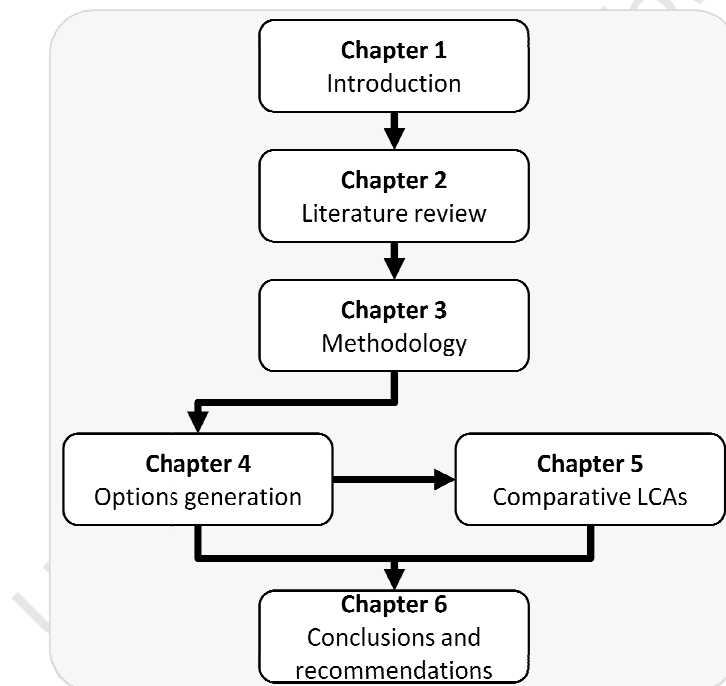 Chapter 1
Introduction
Chapter 2
Literature review
Chapter 3
Methodology
Chapter 4
Options generation
Chapter 5
Comparative LCAs
Chapter 6
Conclusions and
recommendations